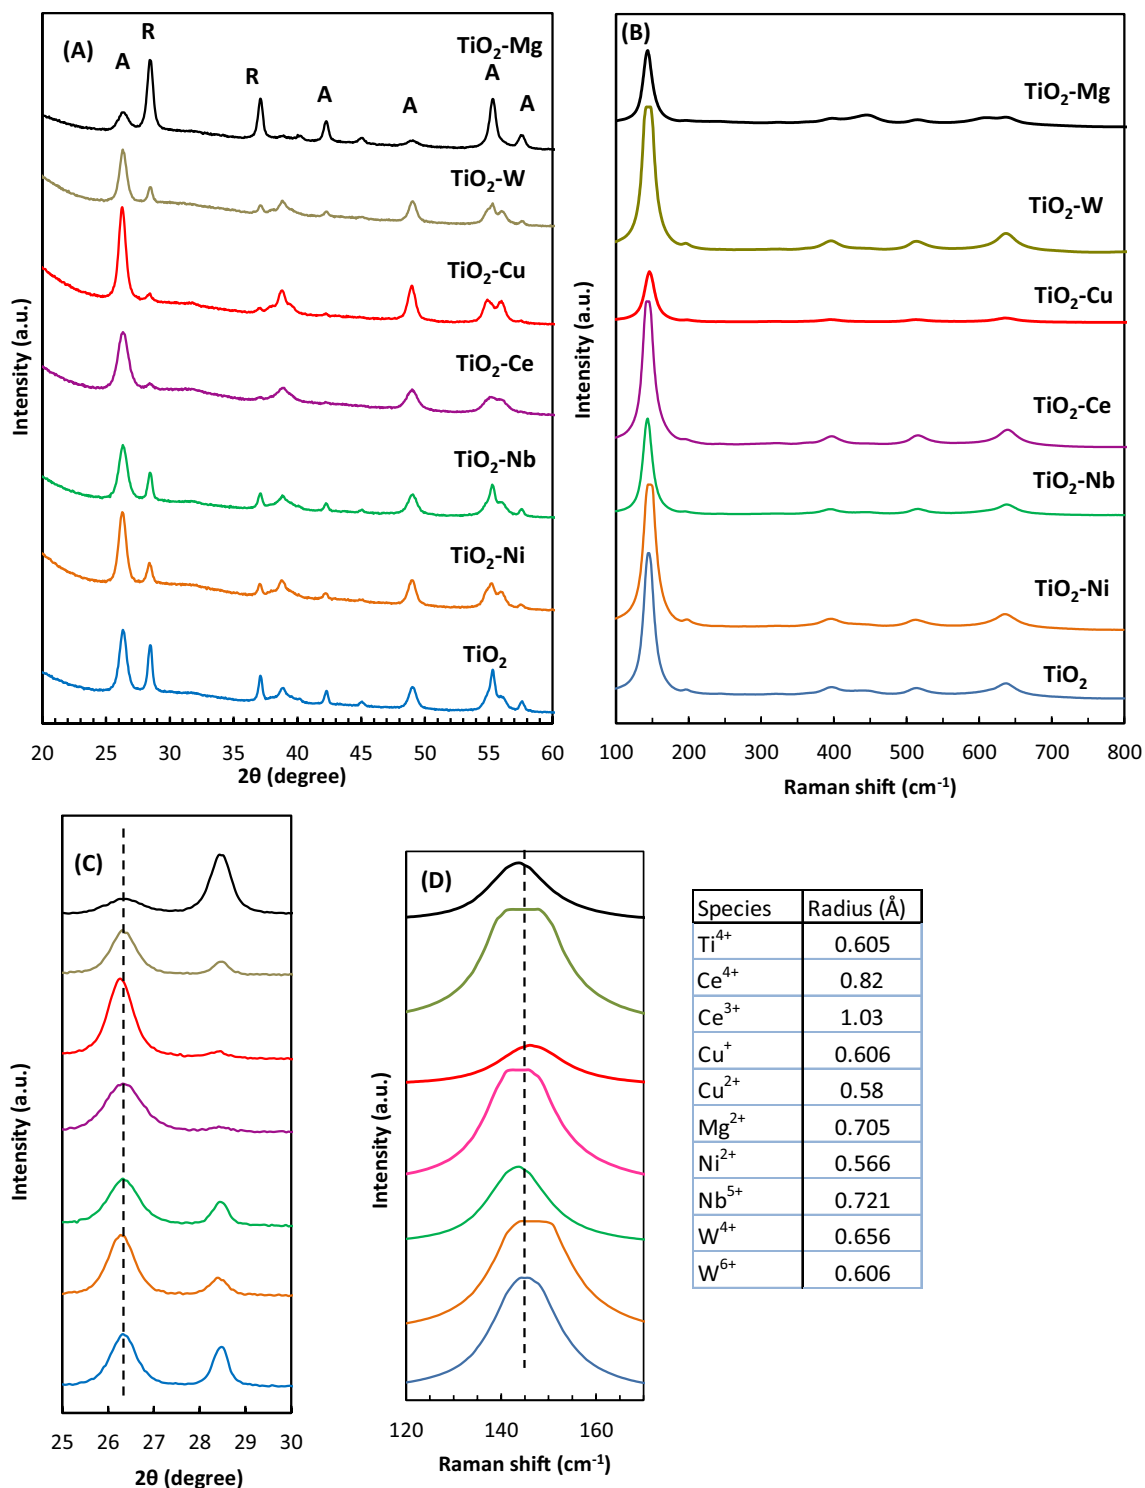 (A)
R
A
R
A
A
A
A
TiO₂-Mg
TiO₂-W
TiO₂-Cu
TiO₂-Ce
TiO₂-Nb
TiO₂-Ni
TiO₂
Intensity (a.u.)
20 30 40 50 60
2θ (degree)
(B)
TiO₂-Mg
TiO₂-W
TiO₂-Cu
TiO₂-Ce
TiO₂-Nb
TiO₂-Ni
TiO₂
Intensity (a.u.)
100 200 300 400 500 600 700 800
Raman shift (cm⁻¹)
(C)
Intensity (a.u.)
25 26 27 28 29 30
2θ (degree)
(D)
Intensity (a.u.)
120 140 160
Raman shift (cm⁻¹)
Species Radius (Å)
Ti⁴⁺ 0.605
Ce⁴⁺ 0.82
Ce³⁺ 1.03
Cu⁺ 0.606
Cu²⁺ 0.58
Mg²⁺ 0.705
Ni²⁺ 0.566
Nb⁵⁺ 0.721
W⁴⁺ 0.656
W⁶⁺ 0.606